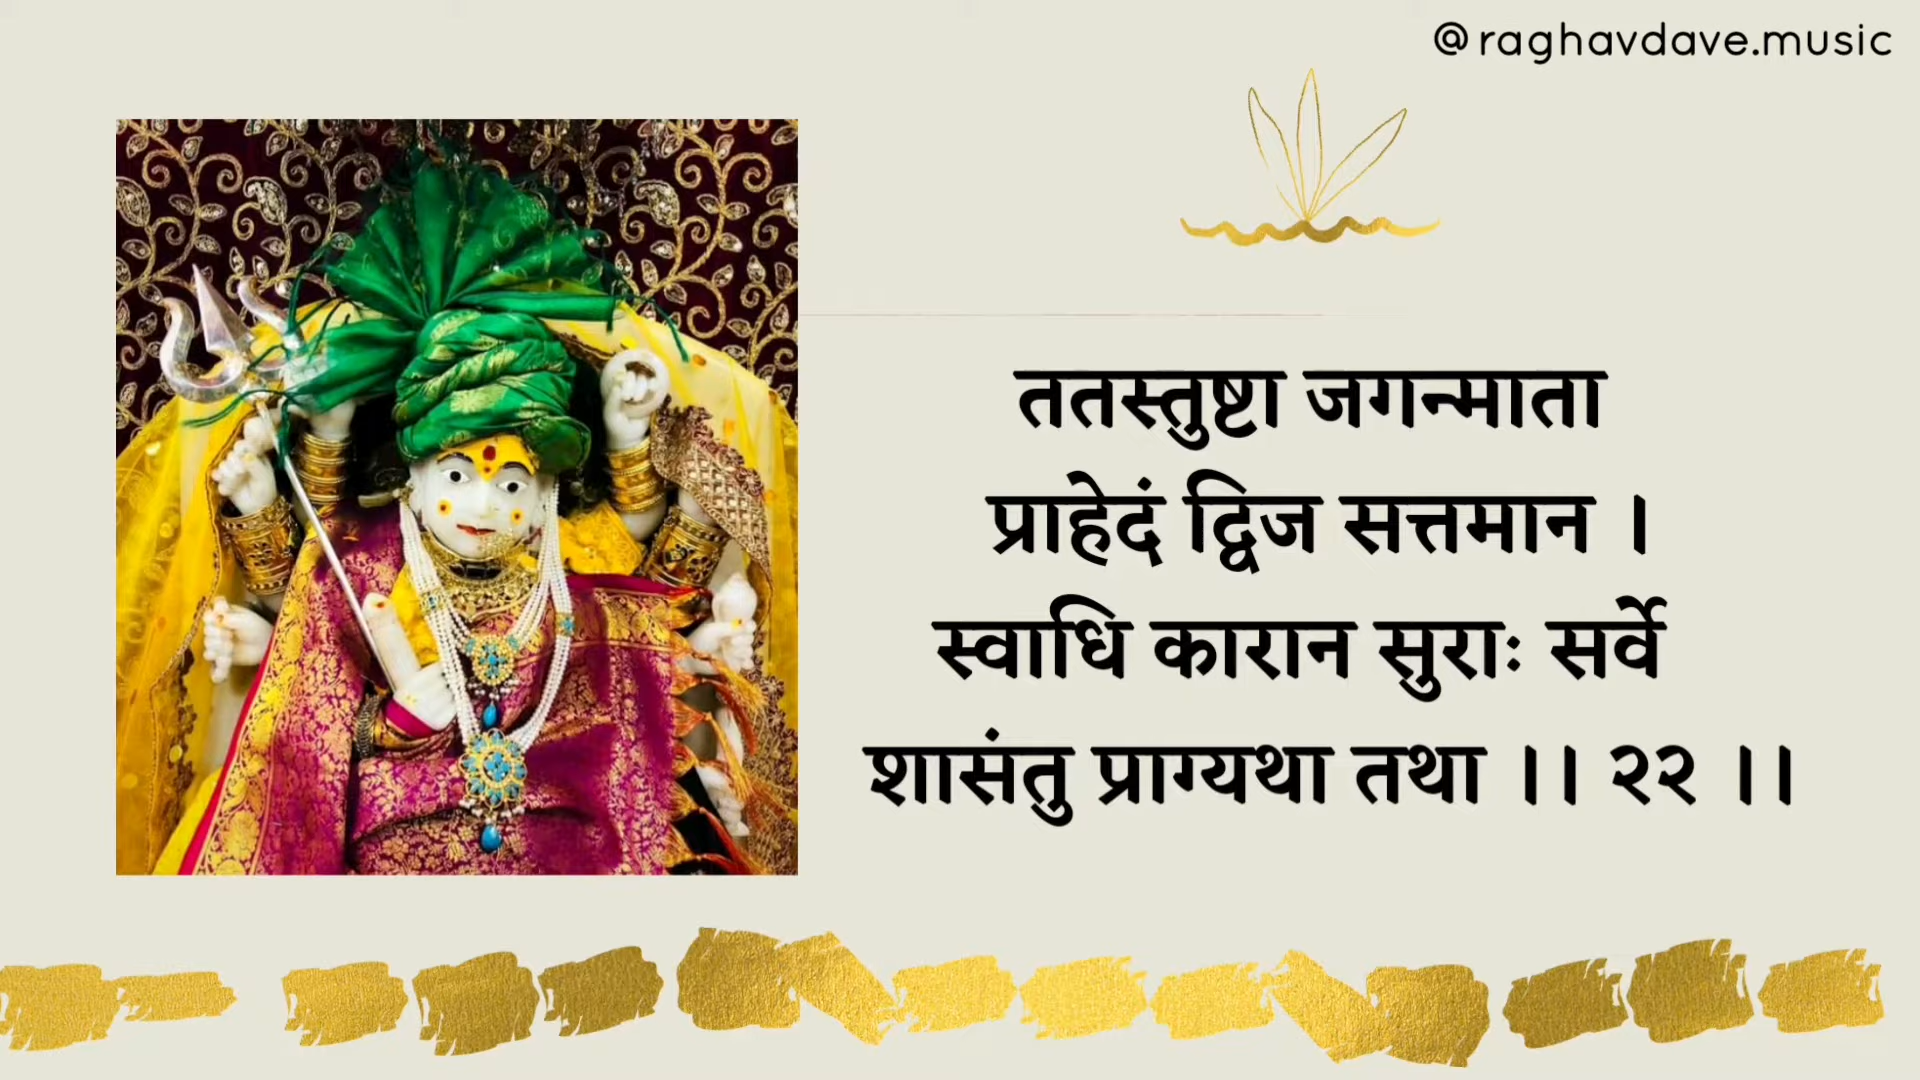 @raghavdave.music
ततस्तुष्टा जगन्माता
प्राहेदं द्विज सत्तमान ।
स्वाधि कारान सुराः सर्वे
शासंतु प्राग्यथा तथा ।। २२ ।।